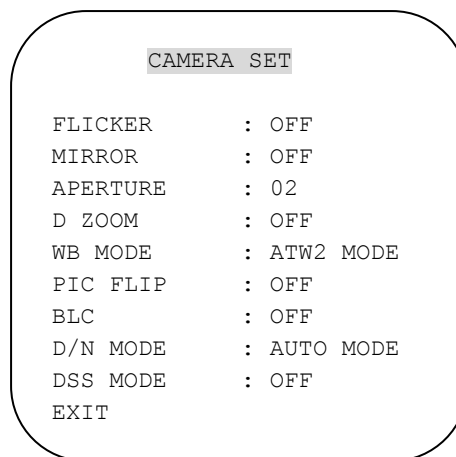 CAMERA SET
FLICKER : OFF
MIRROR : OFF
APERTURE : 02
D ZOOM : OFF
WB MODE : ATW2 MODE
PIC FLIP : OFF
BLC : OFF
D/N MODE : AUTO MODE
DSS MODE : OFF
EXIT